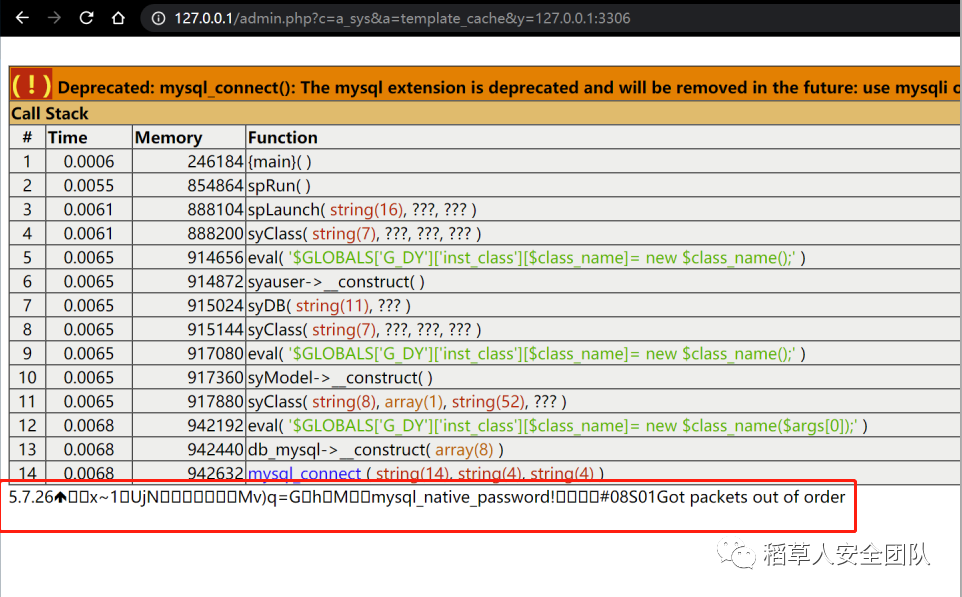 127.0.0.1/admin.php?c=a_sys&a=template_cache&y=127.0.0.1:3306
( ! ) Deprecated: mysql_connect(): The mysql extension is deprecated and will be removed in the future: use mysqli o
Call Stack
# Time Memory Function
1 0.0006 246184 {main}( )
2 0.0055 854864 spRun( )
3 0.0061 888104 spLaunch( string(16), ???, ??? )
4 0.0061 888200 syClass( string(7), ???, ???, ??? )
5 0.0065 914656 eval( '$GLOBALS['G_DY']['inst_class'][$class_name]= new $class_name();' )
6 0.0065 914872 syauser->__construct( )
7 0.0065 915024 syDB( string(11), ??? )
8 0.0065 915144 syClass( string(7), ???, ???, ??? )
9 0.0065 917080 eval( '$GLOBALS['G_DY']['inst_class'][$class_name]= new $class_name();' )
10 0.0065 917360 syModel->__construct( )
11 0.0065 917880 syClass( string(8), array(1), string(52), ??? )
12 0.0068 942192 eval( '$GLOBALS['G_DY']['inst_class'][$class_name]= new $class_name($args[0]);' )
13 0.0068 942440 db_mysql->__construct( array(8) )
14 0.0068 942632 mysql_connect ( string(14), string(4), string(4) )
5.7.26🡹▯▯x~1▯UjN▯▯▯▯▯▯▯Mv)q=G▯h▯M▯▯mysql_native_password!▯▯▯▯#08S01Got packets out of order
稻草人安全团队